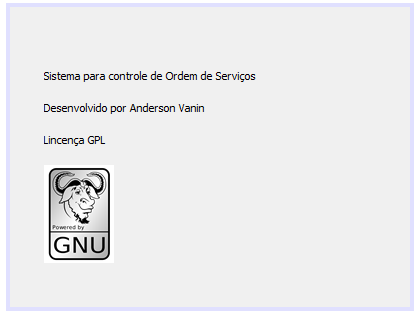 Sistema para controle de Ordem de Serviços
Desenvolvido por Anderson Vanin
Lincença GPL
Powered by
GNU